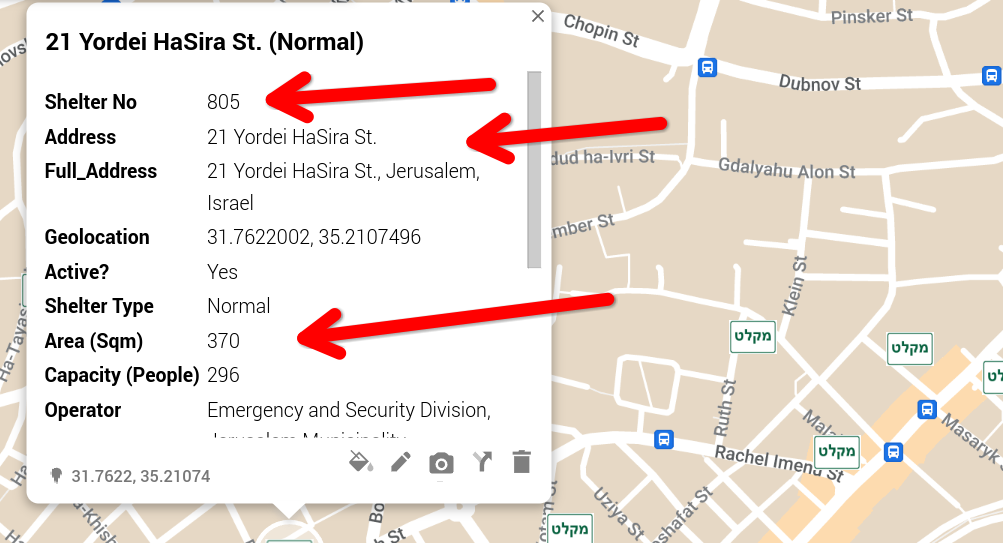 21 Yordei HaSira St. (Normal)
Shelter No 805
Address 21 Yordei HaSira St.
Full_Address 21 Yordei HaSira St., Jerusalem,
Israel
Geolocation 31.7622002, 35.2107496
Active? Yes
Shelter Type Normal
Area (Sqm) 370
Capacity (People) 296
Operator Emergency and Security Division,
Jerusalem Municipality
31.7622, 35.21074
Chopin St
Pinsker St
Dubnov St
dud ha-Ivri St
Gdalyahu Alon St
mber St
Klein St
מקלט
מקלט
Ruth St
Masaryk
מקלט
Rachel Imenu St
Uziya St
shafat St
מקלט
Ha-Tayas
u-Khish